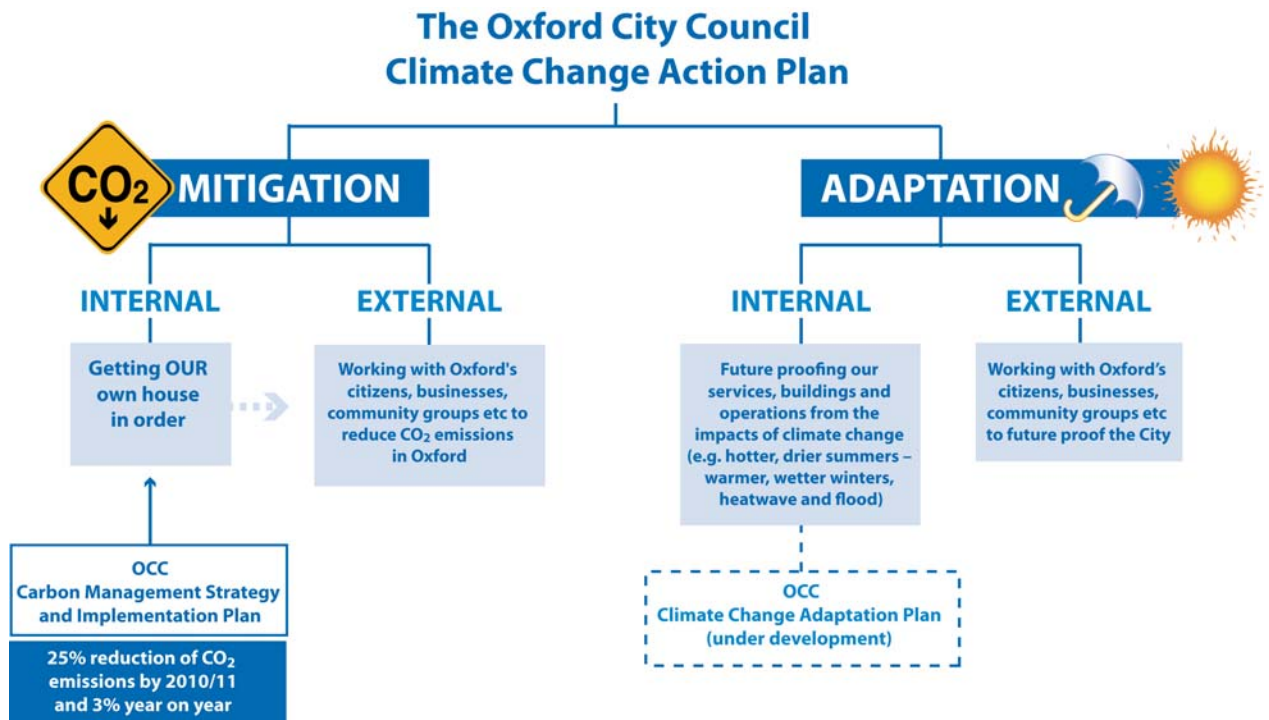 The Oxford City Council
Climate Change Action Plan
CO₂
MITIGATION
ADAPTATION
INTERNAL
EXTERNAL
INTERNAL
EXTERNAL
Getting OUR
own house
in order
Working with Oxford's
citizens, businesses,
community groups etc to
reduce CO₂ emissions
in Oxford
Future proofing our
services, buildings and
operations from the
impacts of climate change
(e.g. hotter, drier summers –
warmer, wetter winters,
heatwave and flood)
Working with Oxford’s
citizens, businesses,
community groups etc
to future proof the City
OCC
Carbon Management Strategy
and Implementation Plan
25% reduction of CO₂
emissions by 2010/11
and 3% year on year
OCC
Climate Change Adaptation Plan
(under development)